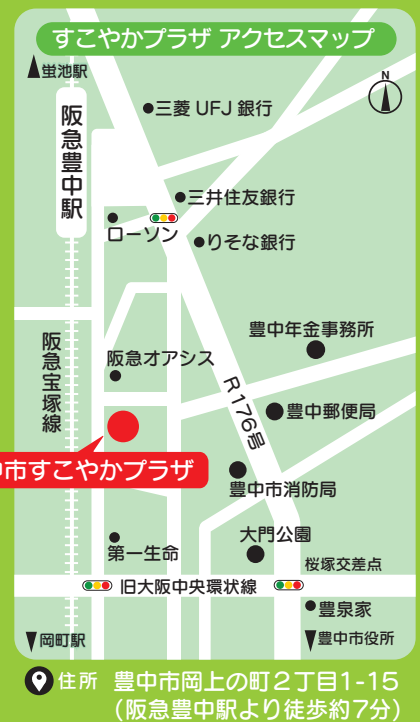 すこやかプラザ アクセスマップ
蛍池駅
N
三菱 UFJ 銀行
阪急豊中駅
三井住友銀行
ローソン
りそな銀行
豊中年金事務所
阪急宝塚線
阪急オアシス
R176号
豊中郵便局
中市すこやかプラザ
豊中市消防局
大門公園
第一生命
桜塚交差点
旧大阪中央環状線
豊泉家
岡町駅
豊中市役所
住所 豊中市岡上の町2丁目1-15
(阪急豊中駅より徒歩約7分)